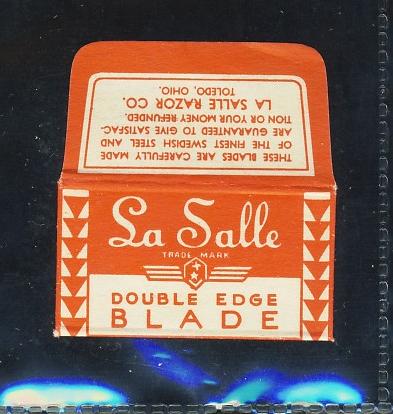 THESE BLADES ARE CAREFULLY MADE
OF THE FINEST SWEDISH STEEL AND
ARE GUARANTEED TO GIVE SATISFAC-
TION OR YOUR MONEY REFUNDED.
LA SALLE RAZOR CO.
TOLEDO, OHIO.
La Salle
TRADE MARK
DOUBLE EDGE
BLADE